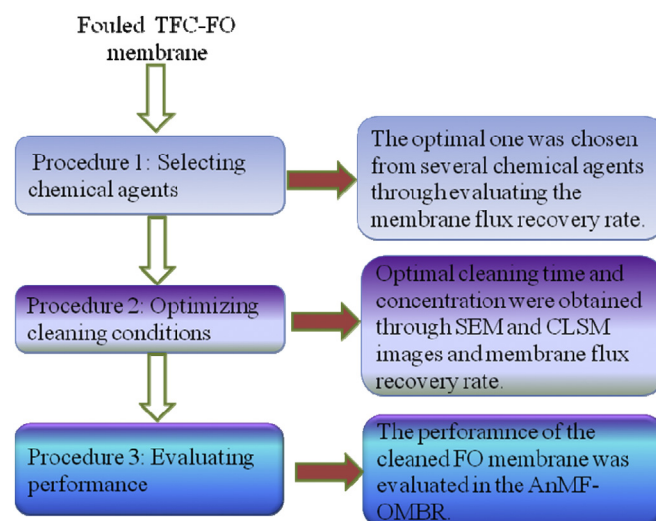 Fouled TFC-FO
membrane
Procedure 1: Selecting
chemical agents
The optimal one was chosen
from several chemical agents
through evaluating the
membrane flux recovery rate.
Procedure 2: Optimizing
cleaning conditions
Optimal cleaning time and
concentration were obtained
through SEM and CLSM
images and membrane flux
recovery rate.
Procedure 3: Evaluating
performance
The perforamnce of the
cleaned FO membrane was
evaluated in the AnMF-
OMBR.